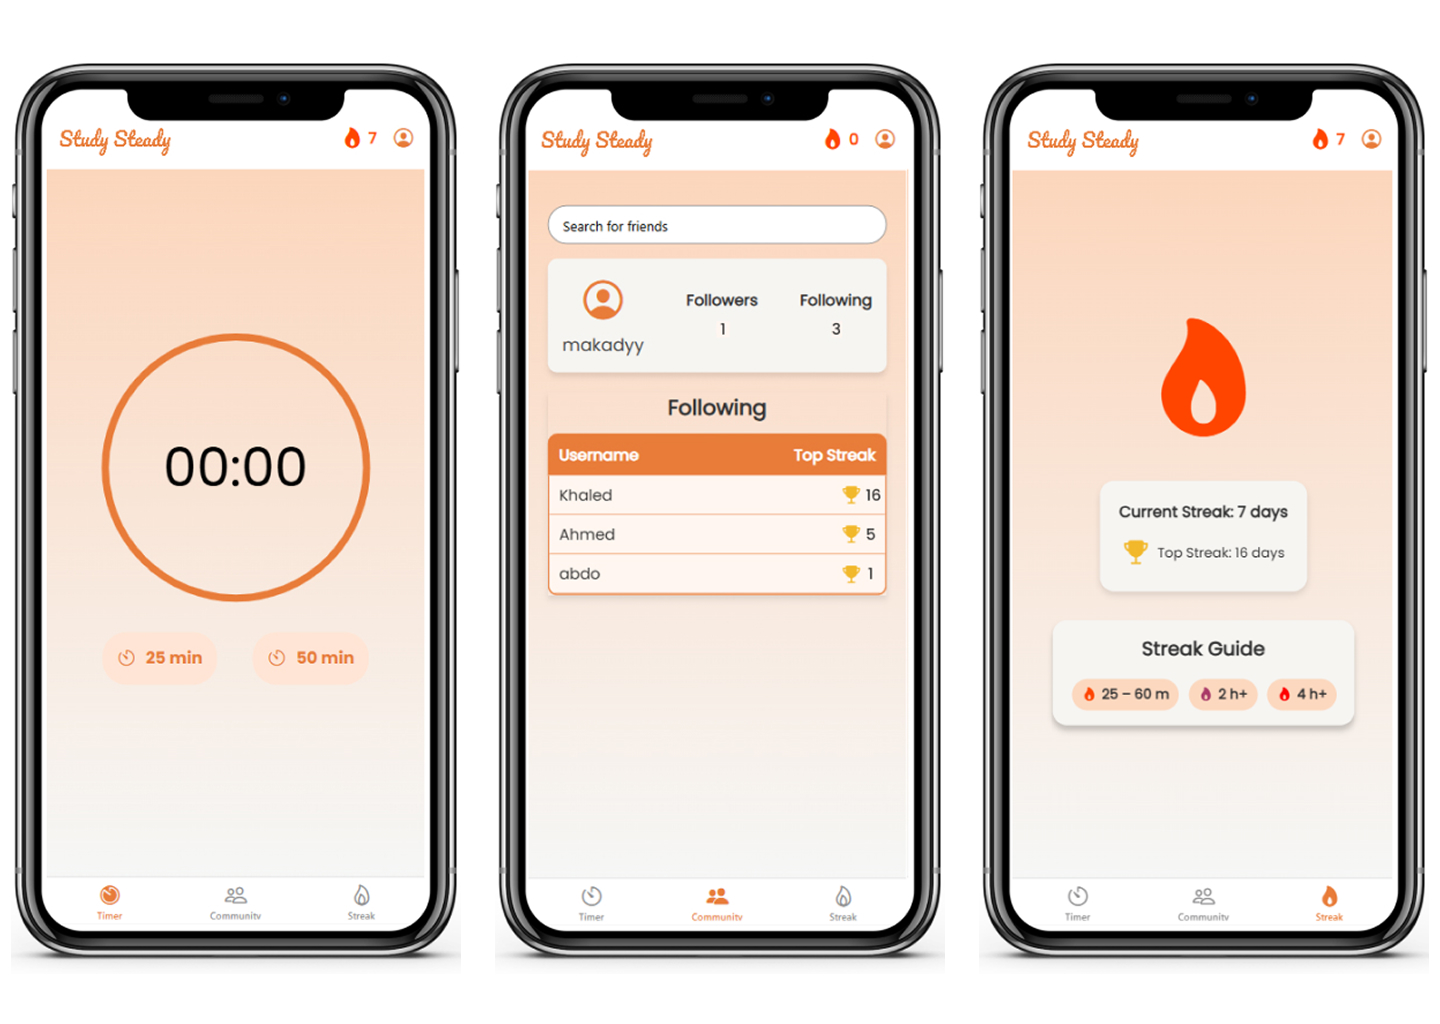 Study Steady 7
00:00
25 min 50 min
Timer Community Streak
Study Steady 0
Search for friends
makadyy
Followers Following
1 3
Following
Username Top Streak
Khaled 16
Ahmed 5
abdo 1
Timer Community Streak
Study Steady 7
Current Streak: 7 days
Top Streak: 16 days
Streak Guide
25 – 60 m 2 h+ 4 h+
Timer Community Streak